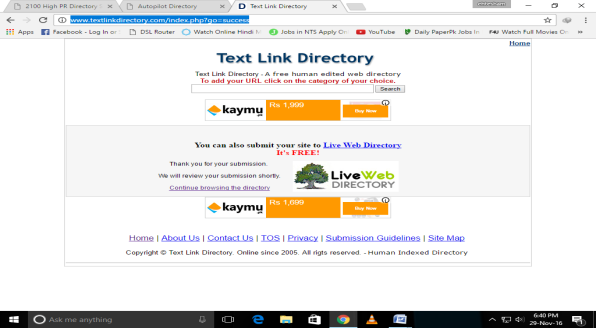 2100 High PR Directory
Autopilot Directory
Text Link Directory
www.textlinkdirectory.com/index.php?go=success
Apps
Facebook - Log In or
DSL Router
Watch Online Hindi M
Jobs in NTS Apply On
YouTube
Daily PaperPk Jobs In
Watch Full Movies On
Home
Text Link Directory
Text Link Directory - A free human edited web directory
To add your URL click on the category of your choice.
Search
kaymu Rs 1,999 Buy Now
You can also submit your site to Live Web Directory
It's FREE!
Thank you for your submission.
We will review your submission shortly.
Continue browsing the directory
LiveWeb
DIRECTORY
kaymu Rs 1,699 Buy Now
Home | About Us | Contact Us | TOS | Privacy | Submission Guidelines | Site Map
Copyright © Text Link Directory. Online since 2005. All rigts reserved. - Human Indexed Directory
Ask me anything
6:40 PM
29-Nov-16